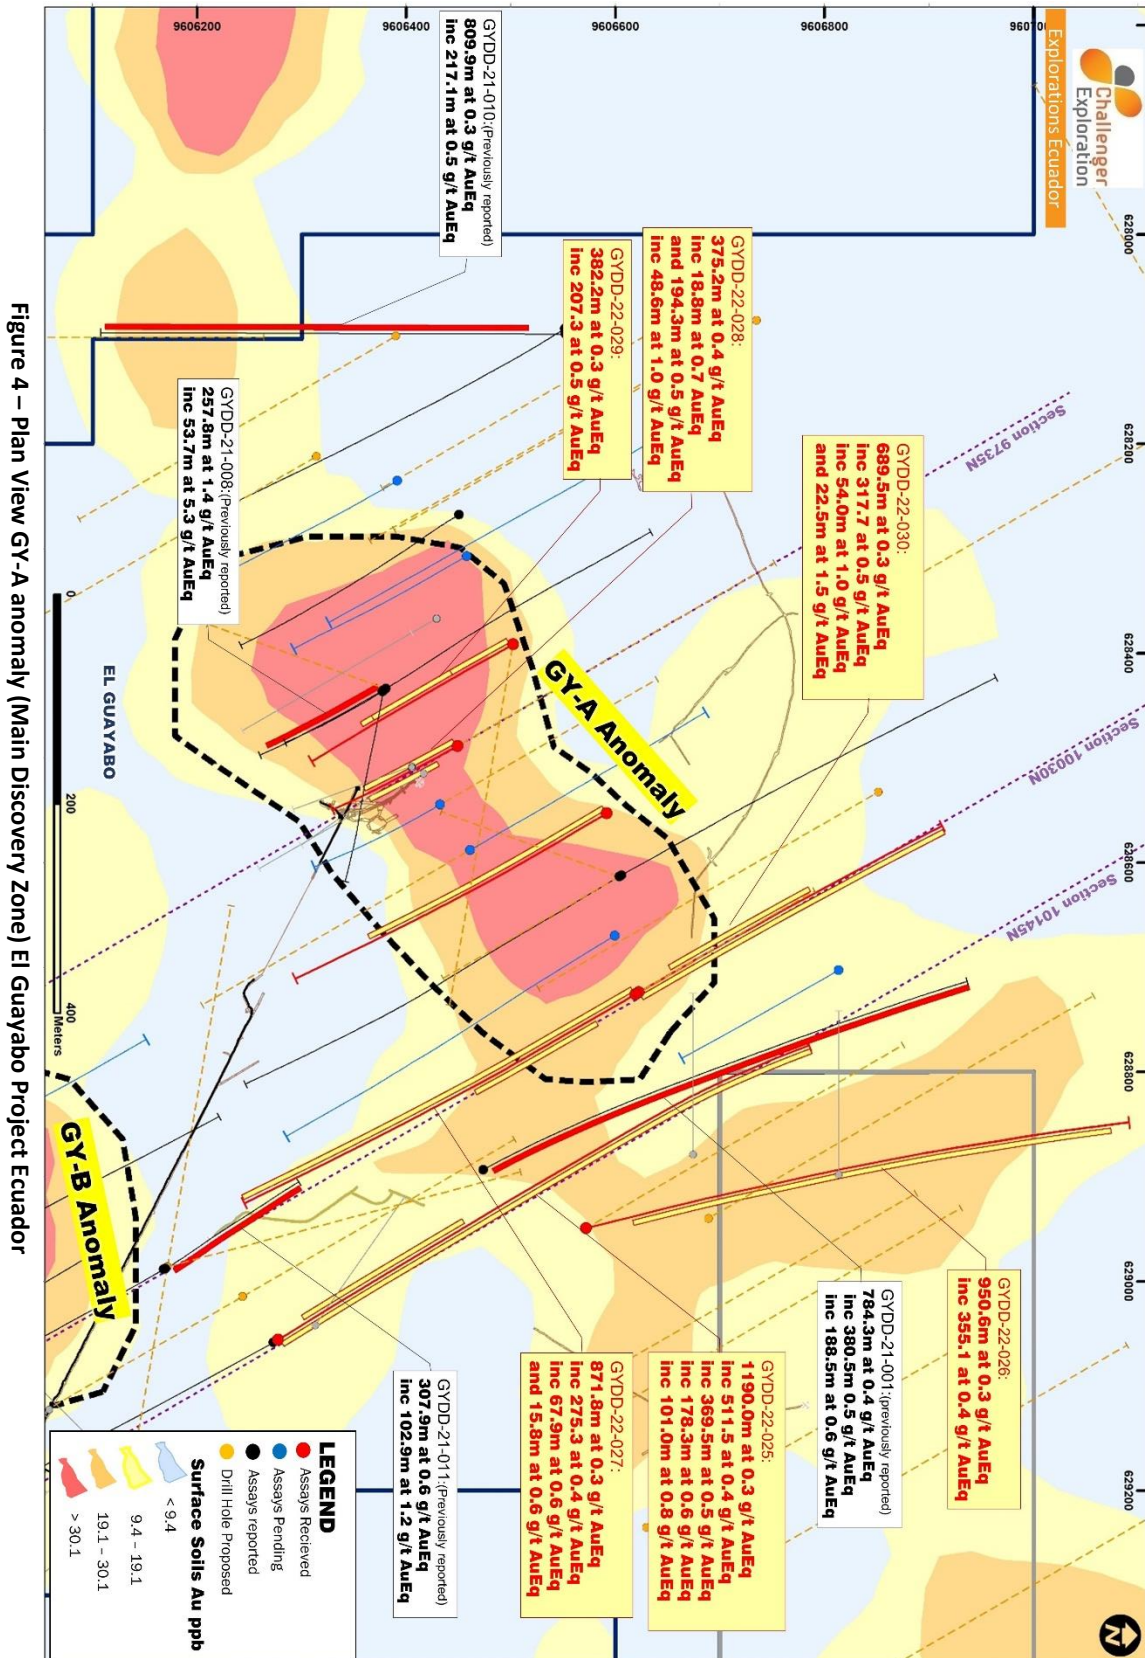 Challenger
Exploration
Explorations Ecuador
628000
628200
628400
628600
628800
629000
629200
9606800
9606600
9606400
9606200
GYDD-21-010:(Previously reported)
809.9m at 0.3 g/t AuEq
inc 217.1m at 0.5 g/t AuEq
GYDD-22-028:
375.2m at 0.4 g/t AuEq
inc 18.8m at 0.7 AuEq
and 194.3m at 0.5 g/t AuEq
inc 48.6m at 1.0 g/t AuEq
GYDD-22-029:
382.2m at 0.3 g/t AuEq
inc 207.3 at 0.5 g/t AuEq
GYDD-21-008:(Previously reported)
257.8m at 1.4 g/t AuEq
inc 53.7m at 5.3 g/t AuEq
GYDD-22-030:
689.5m at 0.3 g/t AuEq
inc 317.7 at 0.5 g/t AuEq
inc 54.0m at 1.0 g/t AuEq
and 22.5m at 1.5 g/t AuEq
Section 9735N
Section 10030N
Section 10145N
GY-A Anomaly
GY-B Anomaly
EL GUAYABO
0
200
400
Meters
GYDD-22-026:
950.6m at 0.3 g/t AuEq
inc 355.1 at 0.4 g/t AuEq
GYDD-21-001:(previously reported)
784.3m at 0.4 g/t AuEq
inc 380.5m 0.5 g/t AuEq
inc 188.5m at 0.6 g/t AuEq
GYDD-22-025:
1190.0m at 0.3 g/t AuEq
inc 511.5 at 0.4 g/t AuEq
inc 369.5m at 0.5 g/t AuEq
inc 178.3m at 0.6 g/t AuEq
inc 101.0m at 0.8 g/t AuEq
GYDD-22-027:
871.8m at 0.3 g/t AuEq
inc 275.3 at 0.4 g/t AuEq
inc 67.9m at 0.6 g/t AuEq
and 15.8m at 0.6 g/t AuEq
GYDD-21-011:(Previously reported)
307.9m at 0.6 g/t AuEq
inc 102.9m at 1.2 g/t AuEq
N
LEGEND
Assays Recieved
Assays Pending
Assays reported
Drill Hole Proposed
Surface Soils Au ppb
< 9.4
9.4 – 19.1
19.1 – 30.1
> 30.1
Figure 4 – Plan View GY-A anomaly (Main Discovery Zone) El Guayabo Project Ecuador